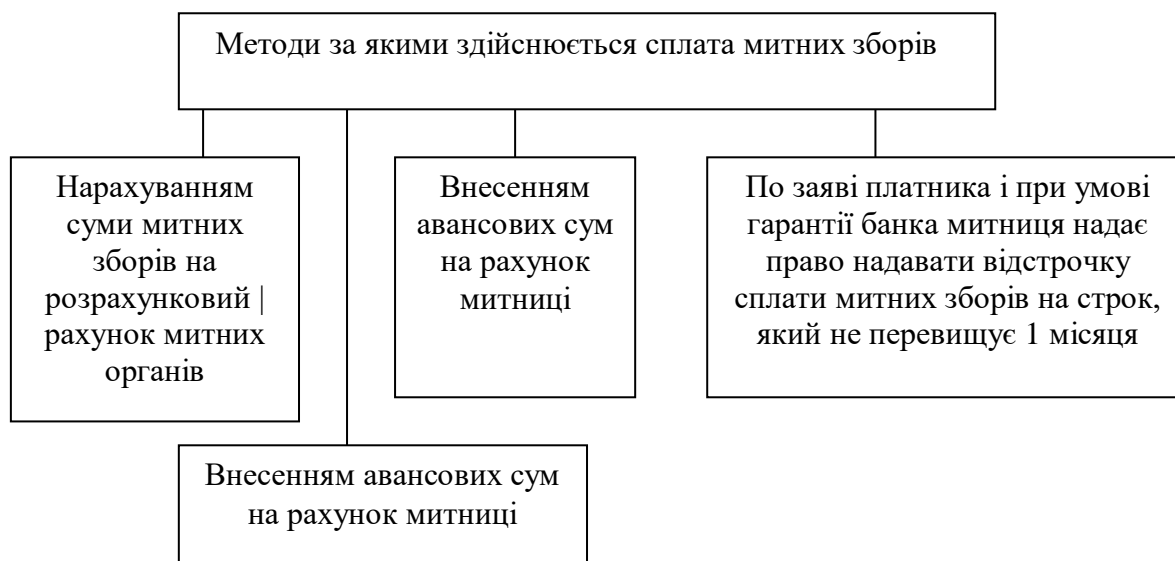 Методи за якими здійснюється сплата митних зборів
Нарахуванням
суми митних
зборів на
розрахунковий |
рахунок митних
органів
Внесенням
авансових сум
на рахунок
митниці
По заяві платника і при умові
гарантії банка митниця надає
право надавати відстрочку
сплати митних зборів на строк,
який не перевищує 1 місяця
Внесенням авансових сум
на рахунок митниці